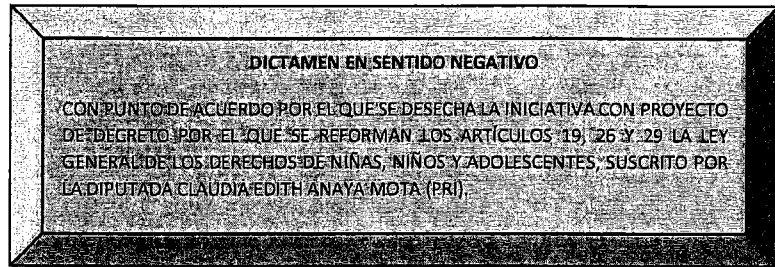 DICTAMEN EN SENTIDO NEGATIVO
CON PUNTO DE ACUERDO POR EL QUE SE DESECHA LA INICIATIVA CON PROYECTO
DE DECRETO POR EL QUE SE REFORMAN LOS ARTÍCULOS 19, 26 Y 29 LA LEY
GENERAL DE LOS DERECHOS DE NIÑAS, NIÑOS Y ADOLESCENTES, SUSCRITO POR
LA DIPUTADA CLAUDIA EDITH ANAYA MOTA (PRI).